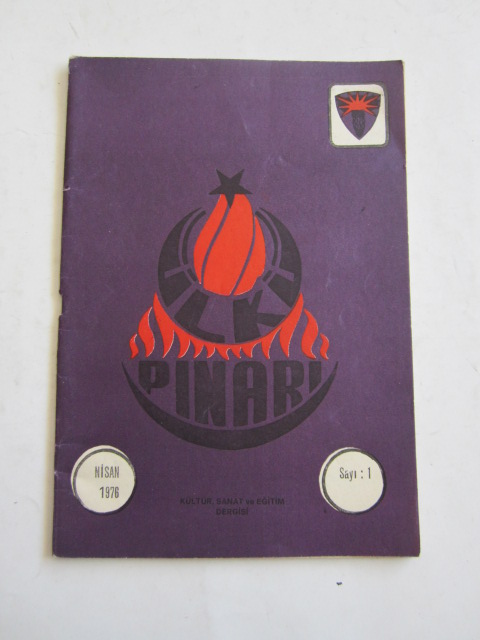 ÜLKÜ
PINARI
NİSAN
1976
Sayı : 1
KÜLTÜR, SANAT ve EĞİTİM
DERGİSİ